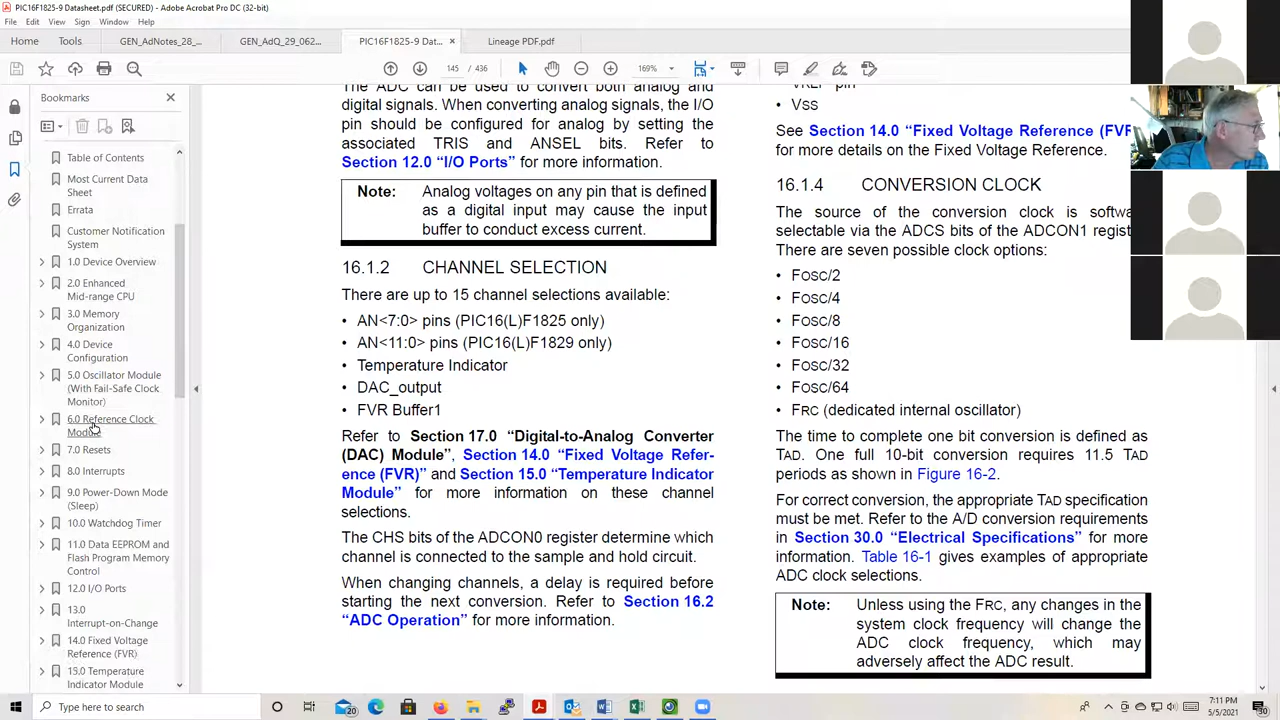 PIC16F1825-9 Datasheet.pdf (SECURED) - Adobe Acrobat Pro DC (32-bit)
File Edit View Sign Window Help
Home Tools GEN_AdNotes_28_... GEN_AdQ_29_062... PIC16F1825-9 Dat... × Lineage PDF.pdf
145 / 436 169%
Bookmarks
Table of Contents
Most Current Data
Sheet
Errata
Customer Notification
System
1.0 Device Overview
2.0 Enhanced
Mid-range CPU
3.0 Memory
Organization
4.0 Device
Configuration
5.0 Oscillator Module
(With Fail-Safe Clock
Monitor)
6.0 Reference Clock
Module
7.0 Resets
8.0 Interrupts
9.0 Power-Down Mode
(Sleep)
10.0 Watchdog Timer
11.0 Data EEPROM and
Flash Program Memory
Control
12.0 I/O Ports
13.0
Interrupt-on-Change
14.0 Fixed Voltage
Reference (FVR)
15.0 Temperature
Indicator Module
The ADC can be used to convert both analog and
digital signals. When converting analog signals, the I/O
pin should be configured for analog by setting the
associated TRIS and ANSEL bits. Refer to
Section 12.0 “I/O Ports” for more information.
Note: Analog voltages on any pin that is defined
as a digital input may cause the input
buffer to conduct excess current.
16.1.2 CHANNEL SELECTION
There are up to 15 channel selections available:
• AN<7:0> pins (PIC16(L)F1825 only)
• AN<11:0> pins (PIC16(L)F1829 only)
• Temperature Indicator
• DAC_output
• FVR Buffer1
Refer to Section 17.0 “Digital-to-Analog Converter
(DAC) Module”, Section 14.0 “Fixed Voltage Refer-
ence (FVR)” and Section 15.0 “Temperature Indicator
Module” for more information on these channel
selections.
The CHS bits of the ADCON0 register determine which
channel is connected to the sample and hold circuit.
When changing channels, a delay is required before
starting the next conversion. Refer to Section 16.2
“ADC Operation” for more information.
VREF- pin
• VSS
See Section 14.0 “Fixed Voltage Reference (FVR
for more details on the Fixed Voltage Reference.
16.1.4 CONVERSION CLOCK
The source of the conversion clock is softwa
selectable via the ADCS bits of the ADCON1 regist
There are seven possible clock options:
• FOSC/2
• FOSC/4
• FOSC/8
• FOSC/16
• FOSC/32
• FOSC/64
• FRC (dedicated internal oscillator)
The time to complete one bit conversion is defined as
TAD. One full 10-bit conversion requires 11.5 TAD
periods as shown in Figure 16-2.
For correct conversion, the appropriate TAD specification
must be met. Refer to the A/D conversion requirements
in Section 30.0 “Electrical Specifications” for more
information. Table 16-1 gives examples of appropriate
ADC clock selections.
Note: Unless using the FRC, any changes in the
system clock frequency will change the
ADC clock frequency, which may
adversely affect the ADC result.
Type here to search
20
7:11 PM
5/5/2021
30